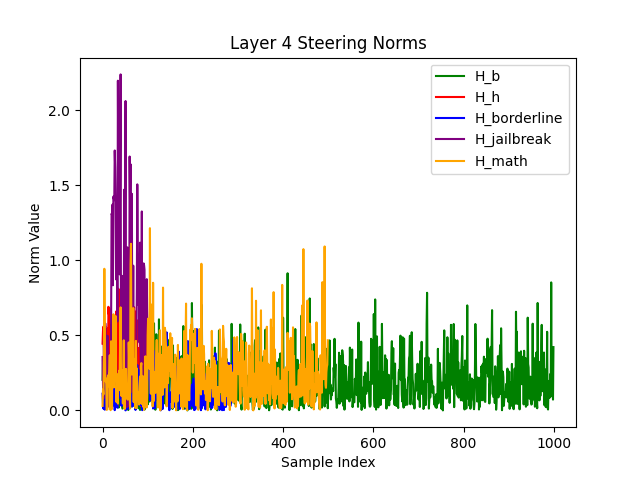 Layer 4 Steering Norms
H_b
H_h
H_borderline
H_jailbreak
H_math
Norm Value
2.0
1.5
1.0
0.5
0.0
0 200 400 600 800 1000
Sample Index